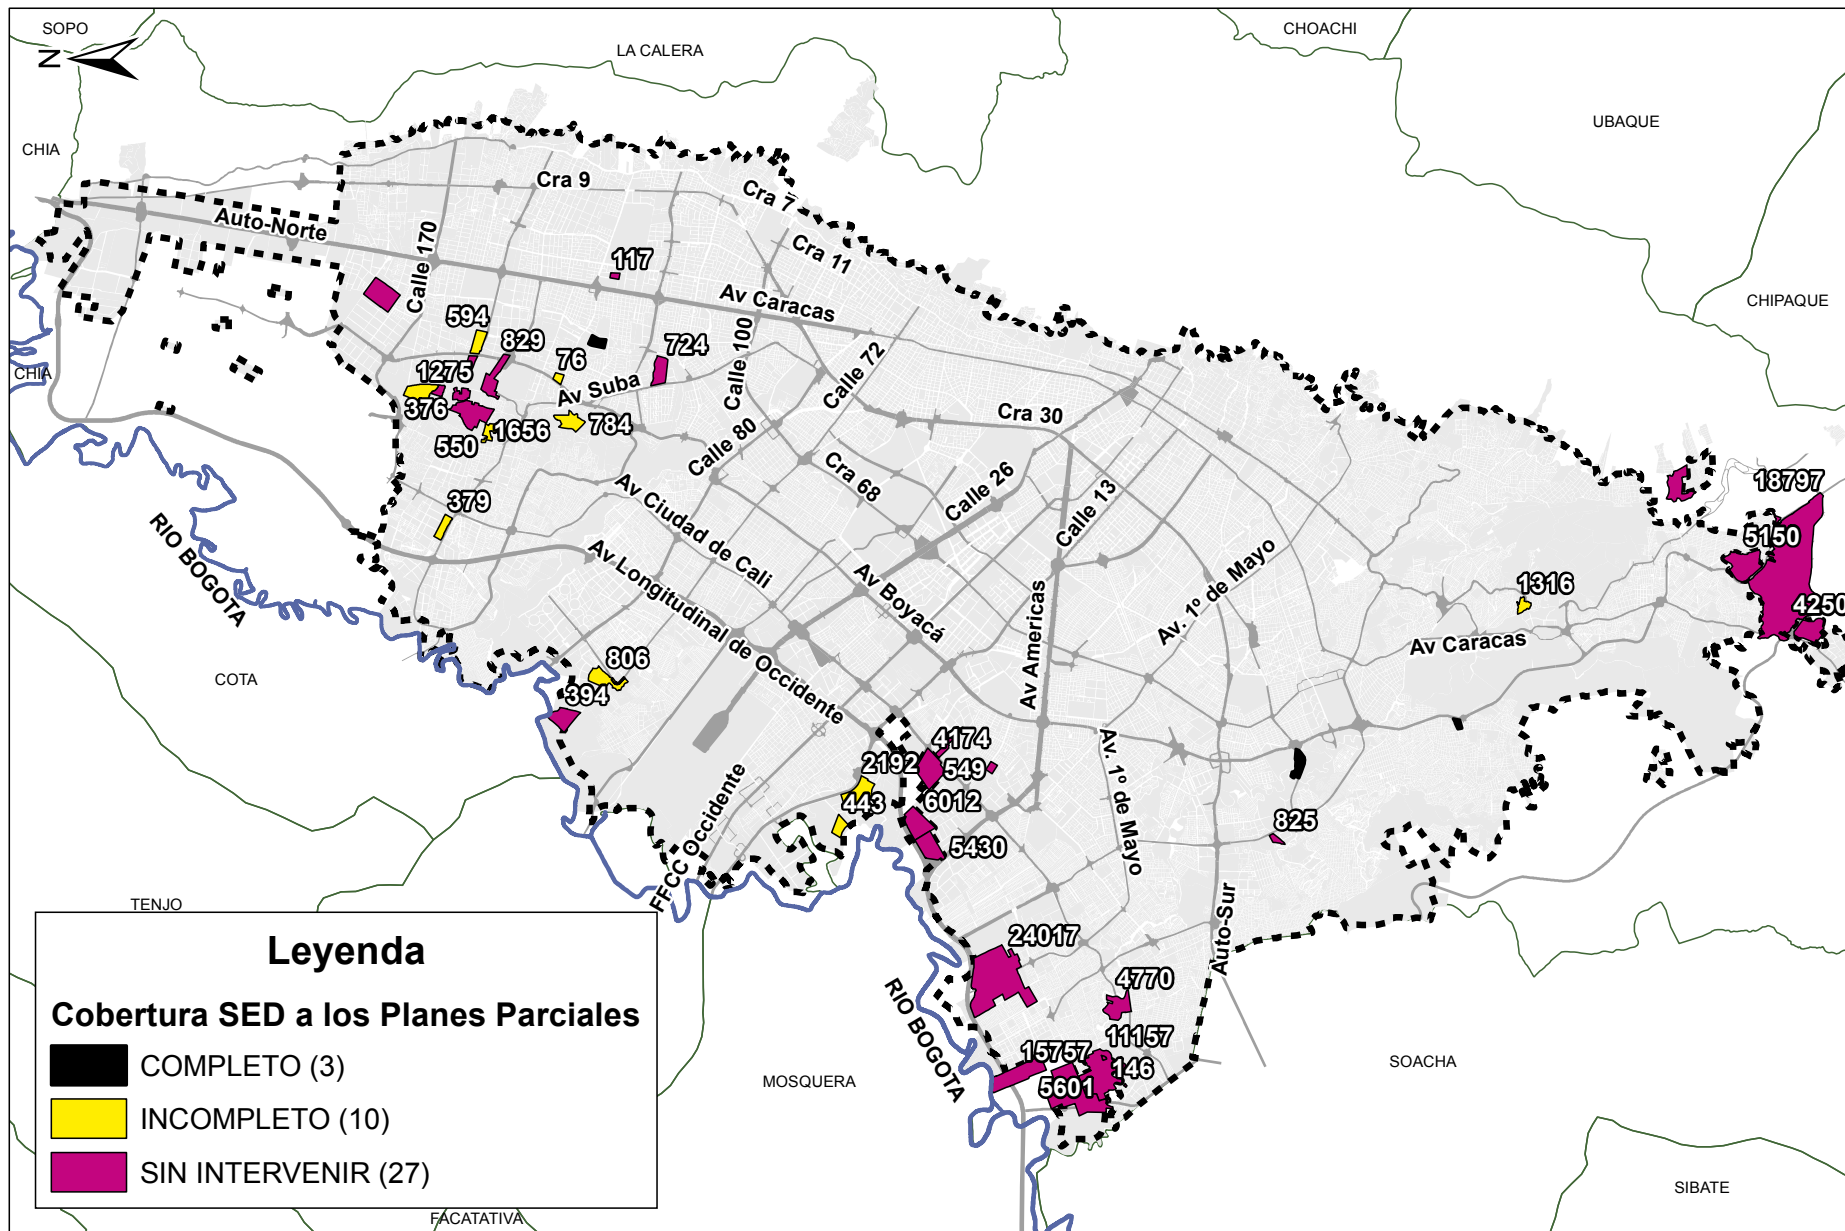 SOPO
CHOACHI
LA CALERA
N
UBAQUE
CHIA
Cra 9
Cra 7
Auto-Norte
Calle 170
Cra 11
117
CHIPAQUE
Av Caracas
594
829
724
Calle 100
76
CHIA
1275
Av Suba
Calle 72
376
Cra 30
784
1656
550
Calle 80
Cra 68
Calle 26
18797
379
Av Ciudad de Cali
Calle 13
RIO BOGOTA
5150
Av Longitudinal de Occidente
Av Boyacá
Av. 1º de Mayo
1316
4250
Av Americas
Av Caracas
806
COTA
394
4174
2192
549
Av. 1º de Mayo
443
6012
FFCC Occidente
825
5430
TENJO
Auto-Sur
24017
4770
RIO BOGOTA
11157
15757
146
5601
MOSQUERA
SOACHA
SIBATE
FACATATIVA
Leyenda
Cobertura SED a los Planes Parciales
COMPLETO (3)
INCOMPLETO (10)
SIN INTERVENIR (27)